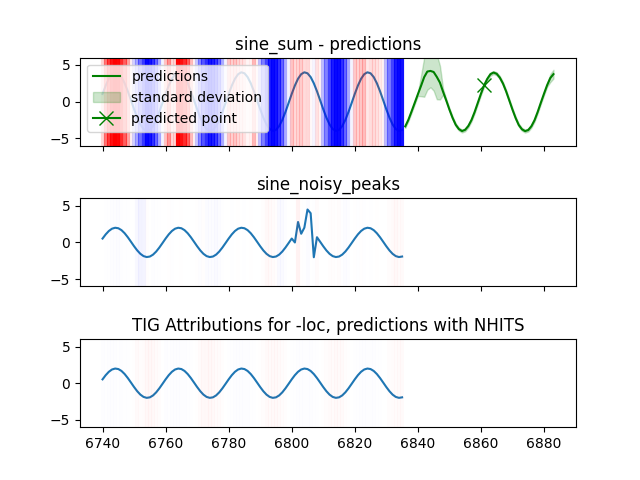 sine_sum - predictions
5
0
−5
predictions
standard deviation
predicted point
sine_noisy_peaks
5
0
−5
TIG Attributions for -loc, predictions with NHITS
5
0
−5
6740 6760 6780 6800 6820 6840 6860 6880